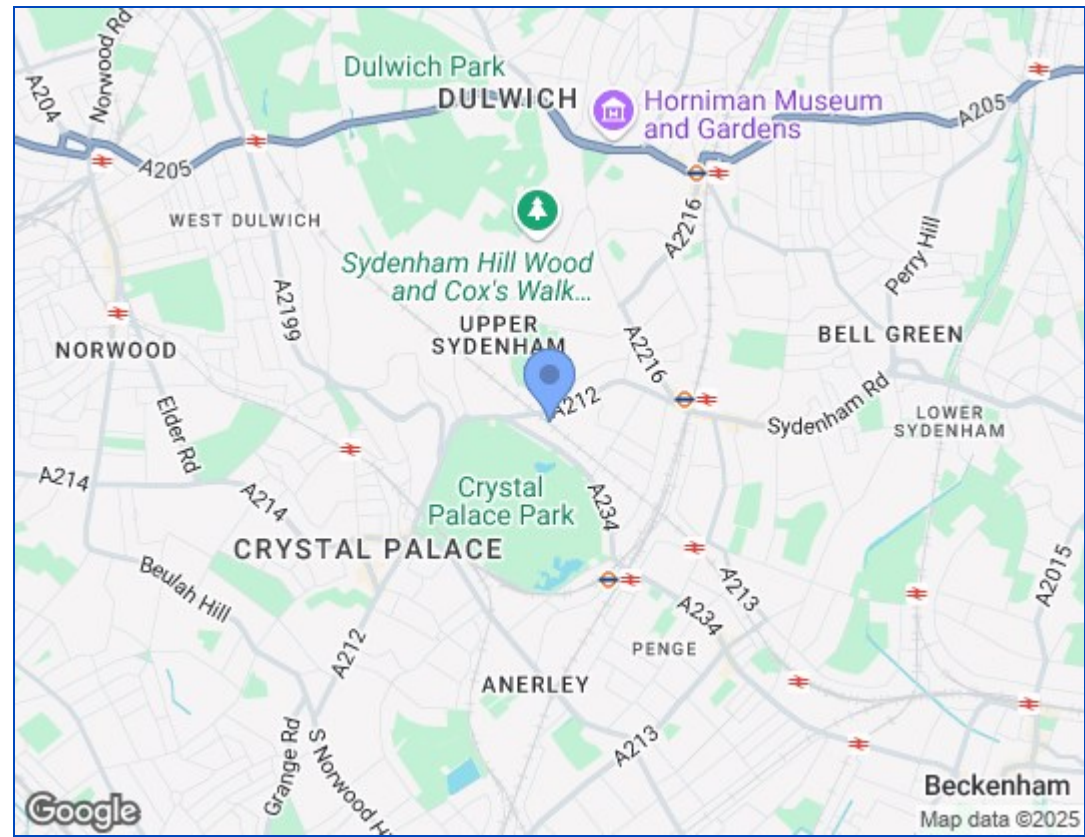 Norwood Rd
A204
Dulwich Park
DULWICH
Horniman Museum
and Gardens
A205
A205
WEST DULWICH
A2216
Perry Hill
Sydenham Hill Wood
and Cox's Walk...
A2199
UPPER
SYDENHAM
A2216
BELL GREEN
NORWOOD
A212
Sydenham Rd
LOWER
SYDENHAM
Elder Rd
A214
A214
Crystal
Palace Park
A234
CRYSTAL PALACE
Beulah Hill
A213
A2015
A234
A212
PENGE
ANERLEY
Grange Rd
S Norwood H
A213
Beckenham
Google
Map data ©2025